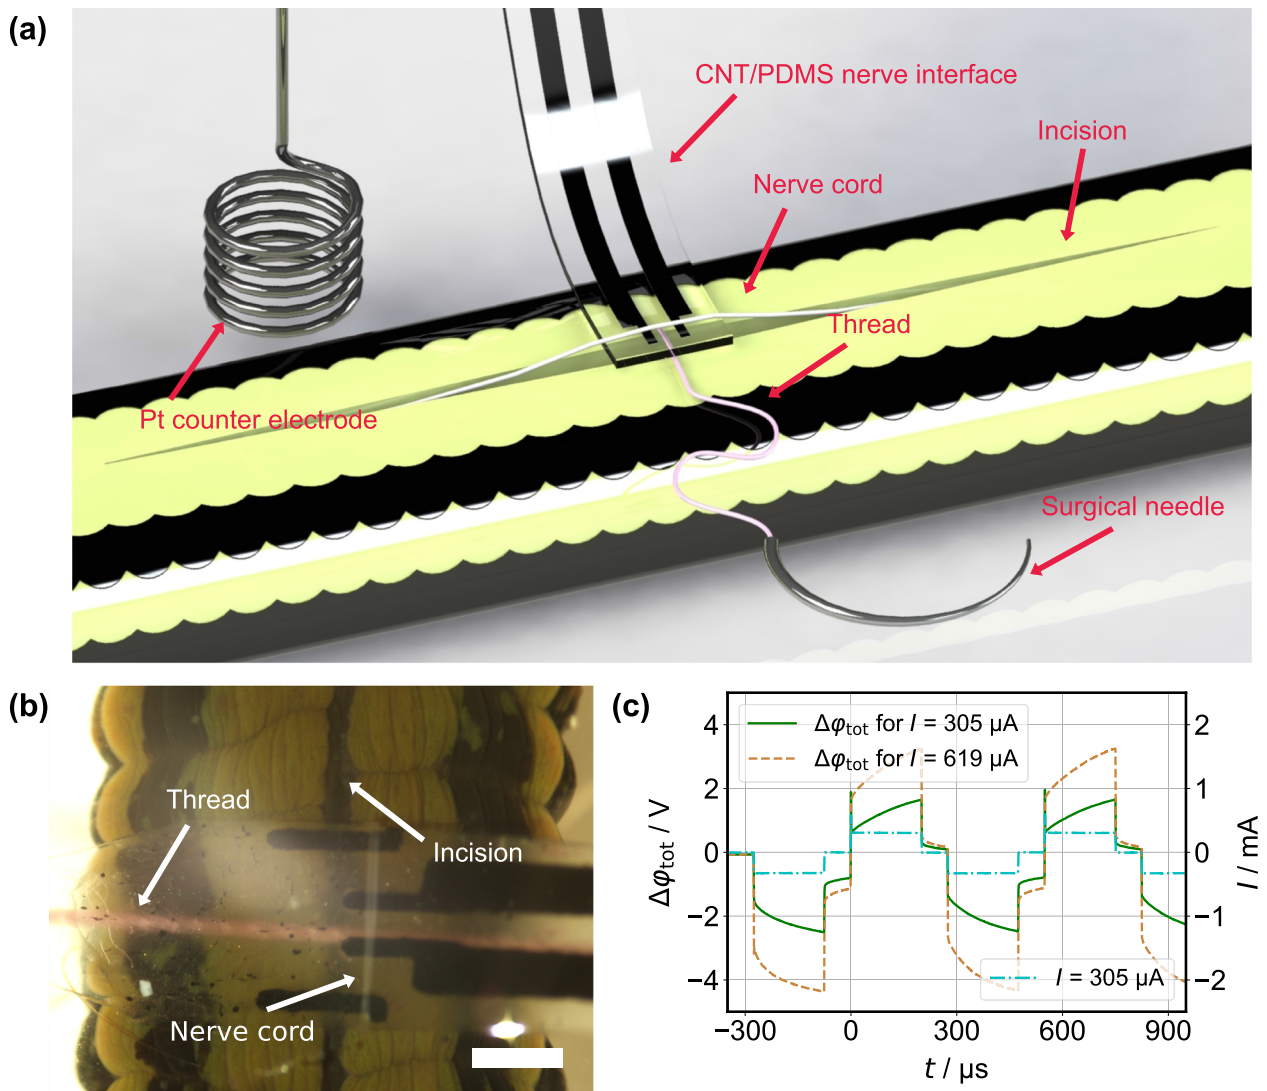 (a)
CNT/PDMS nerve interface
Incision
Nerve cord
Thread
Pt counter electrode
Surgical needle
(b)
Thread
Incision
Nerve cord
(c)
Δφtot for I = 305 µA
Δφtot for I = 619 µA
I = 305 µA
4
2
0
−2
−4
Δφtot / V
2
1
0
−1
−2
I / mA
−300
0
300
600
900
t / µs